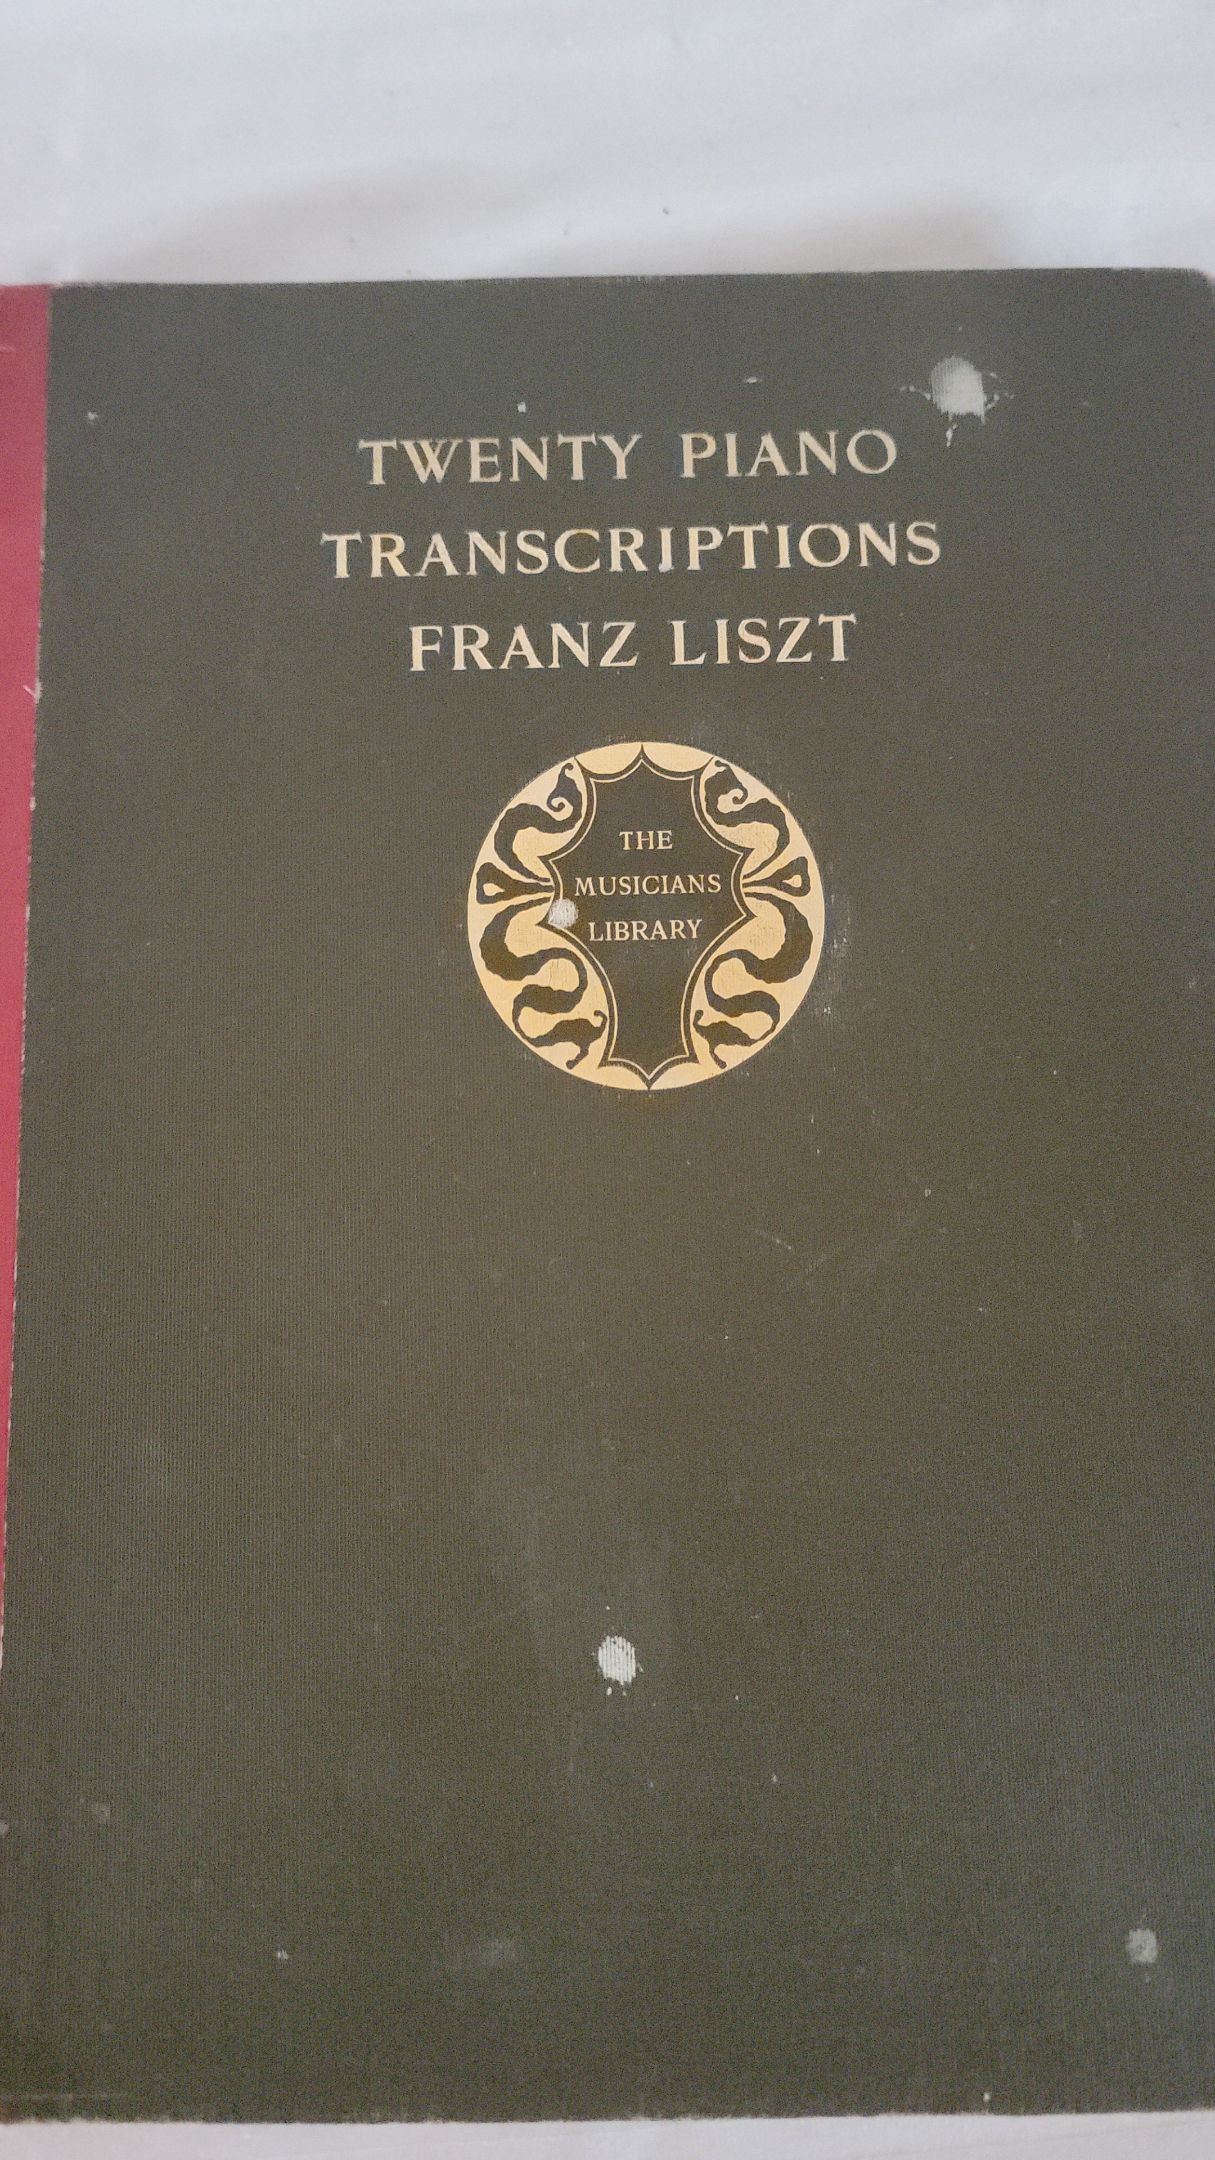 TWENTY PIANO
TRANSCRIPTIONS
FRANZ LISZT
THE
MUSICIANS
LIBRARY